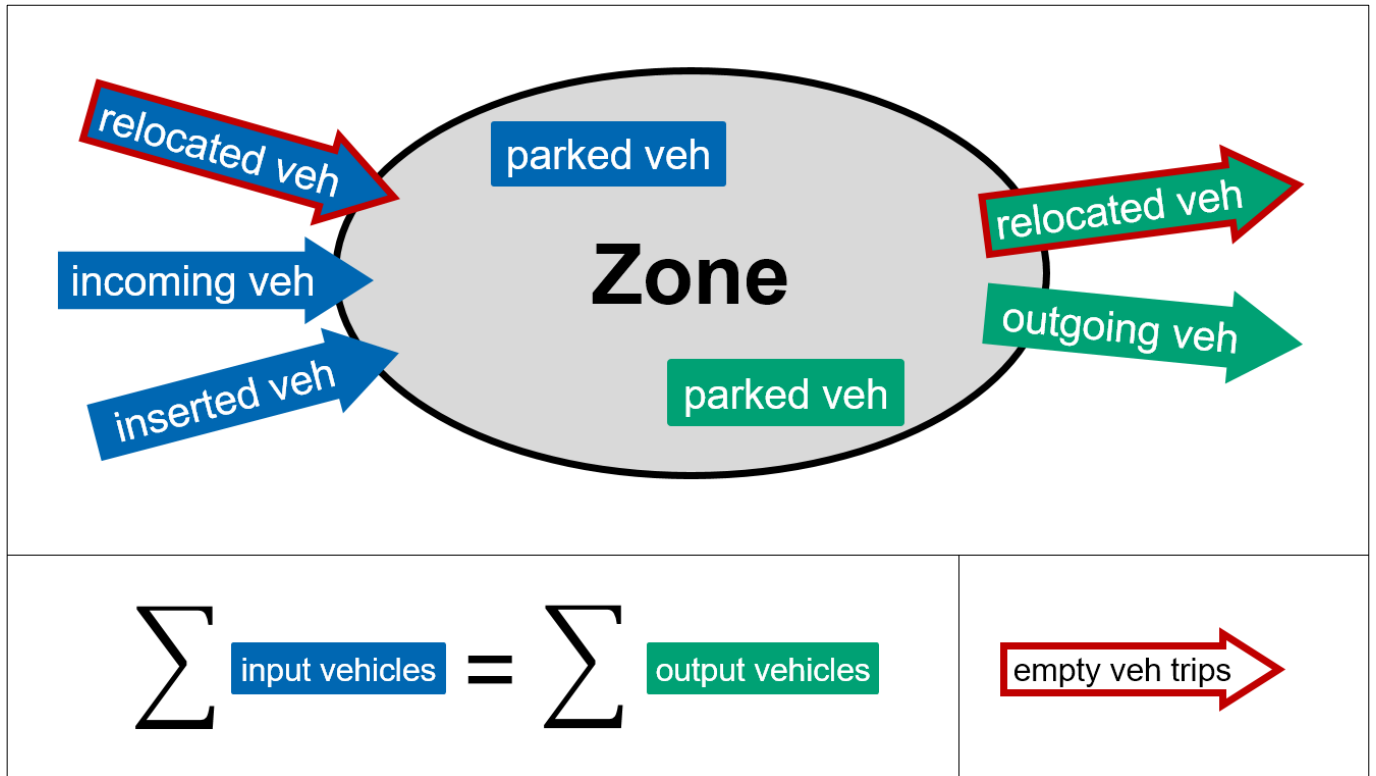 relocated veh
parked veh
relocated veh
Zone
incoming veh
outgoing veh
inserted veh
parked veh
∑ input vehicles = ∑ output vehicles
empty veh trips